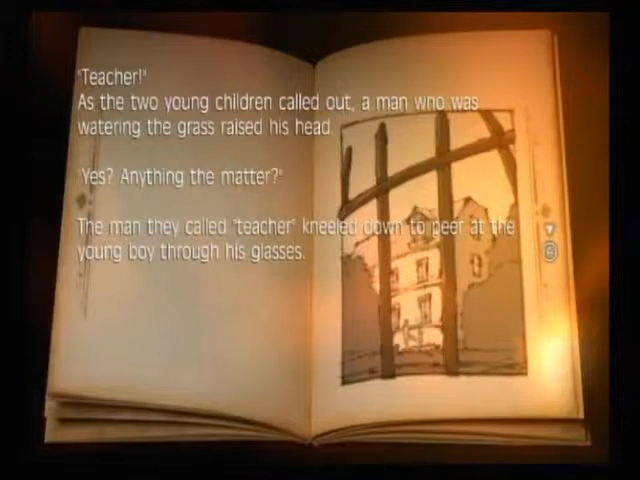 "Teacher!"
As the two young children called out, a man who was
watering the grass raised his head.
"Yes? Anything the matter?"
The man they called "teacher" kneeled down to peer at the
young boy through his glasses.